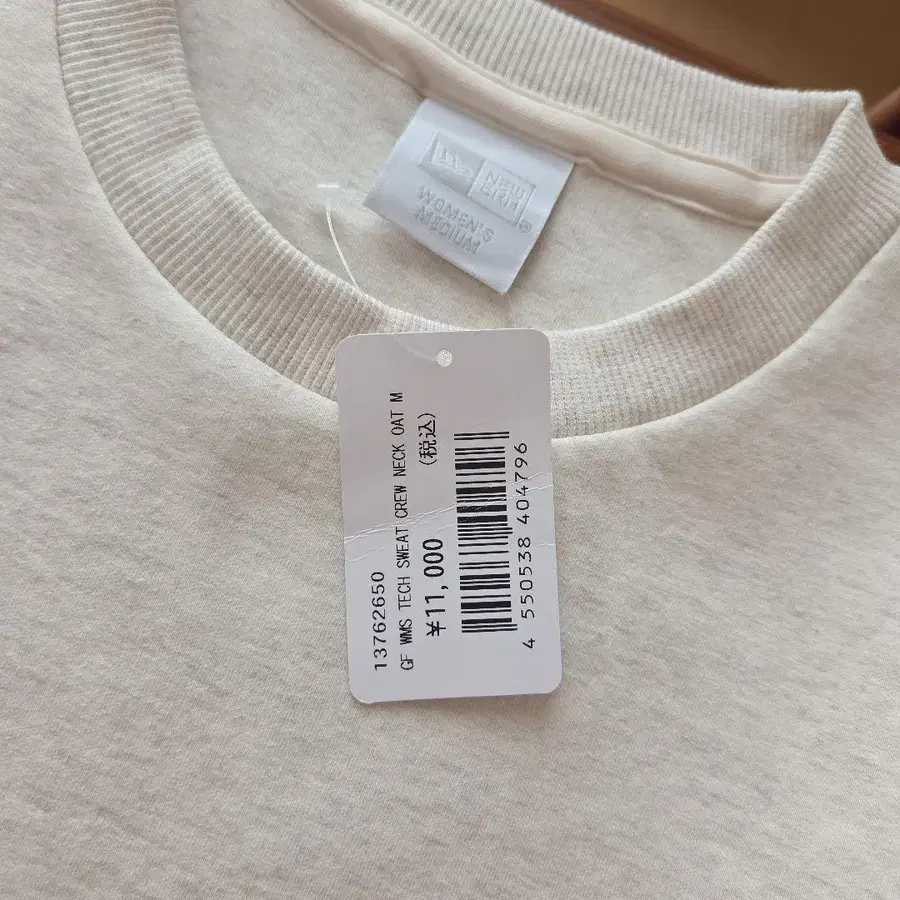 NEW
ERA
®
WOMEN'S
MEDIUM
13762650
GF WMS TECH SWEAT CREW NECK OAT M
¥11,000 (税込)
4 550538 404796